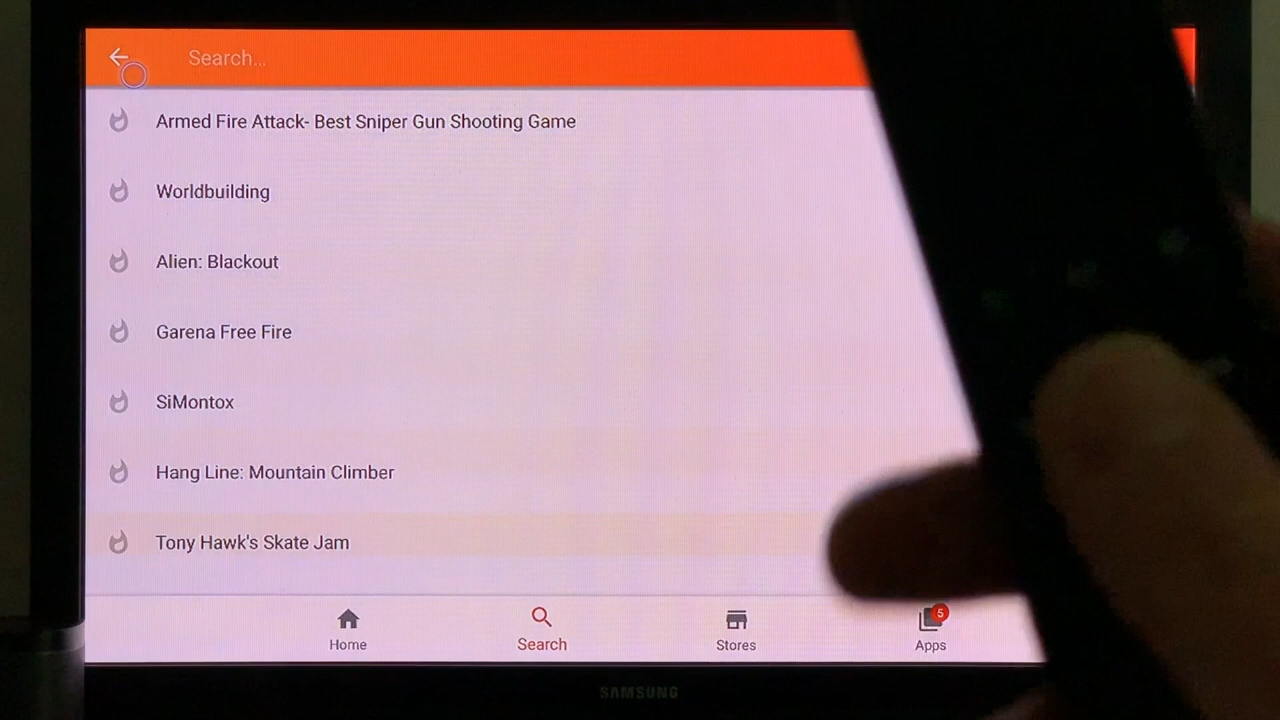 Search...
Armed Fire Attack- Best Sniper Gun Shooting Game
Worldbuilding
Alien: Blackout
Garena Free Fire
SiMontox
Hang Line: Mountain Climber
Tony Hawk's Skate Jam
5
Home
Search
Stores
Apps
SAMSUNG